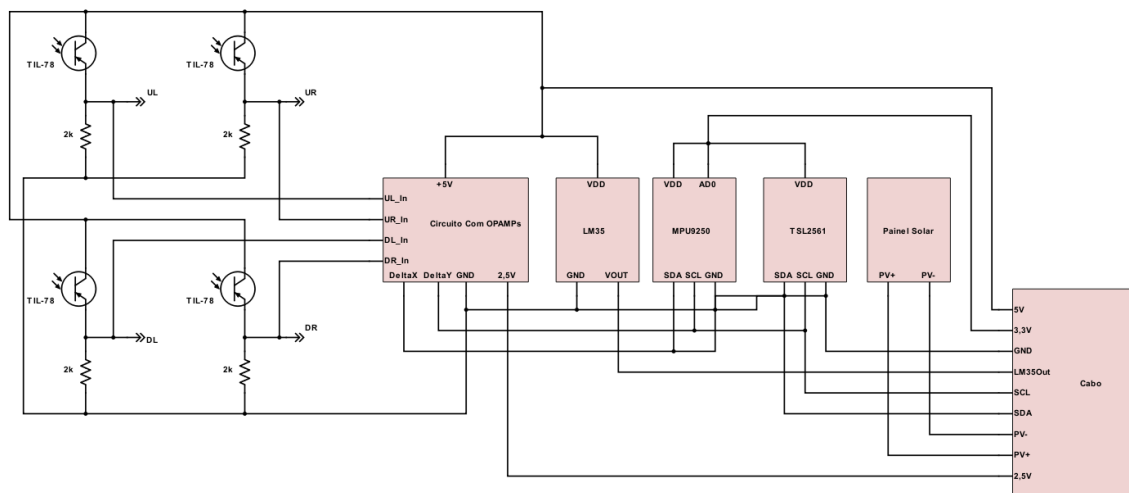 TIL-78
TIL-78
UL
UR
2k
2k
+5V
UL_In
UR_In
DL_In
DR_In
Circuito Com OPAMPs
DeltaX DeltaY GND 2,5V
VDD
LM35
GND VOUT
VDD AD0
MPU9250
SDA SCL GND
VDD
TSL2561
SDA SCL GND
Painel Solar
PV+ PV-
TIL-78
TIL-78
DL
DR
2k
2k
5V
3,3V
GND
LM35Out
SCL
SDA
PV-
PV+
2,5V
Cabo